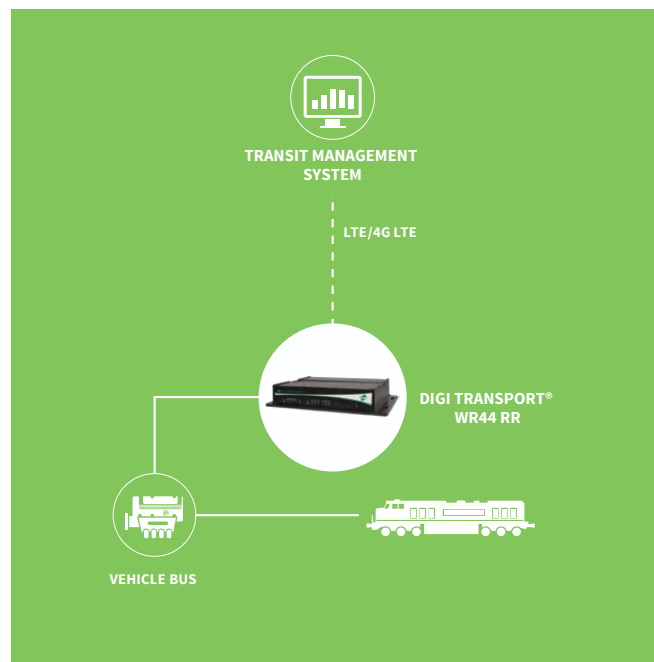 TRANSIT MANAGEMENT
SYSTEM
LTE/4G LTE
DIGI TRANSPORT®
WR44 RR
VEHICLE BUS